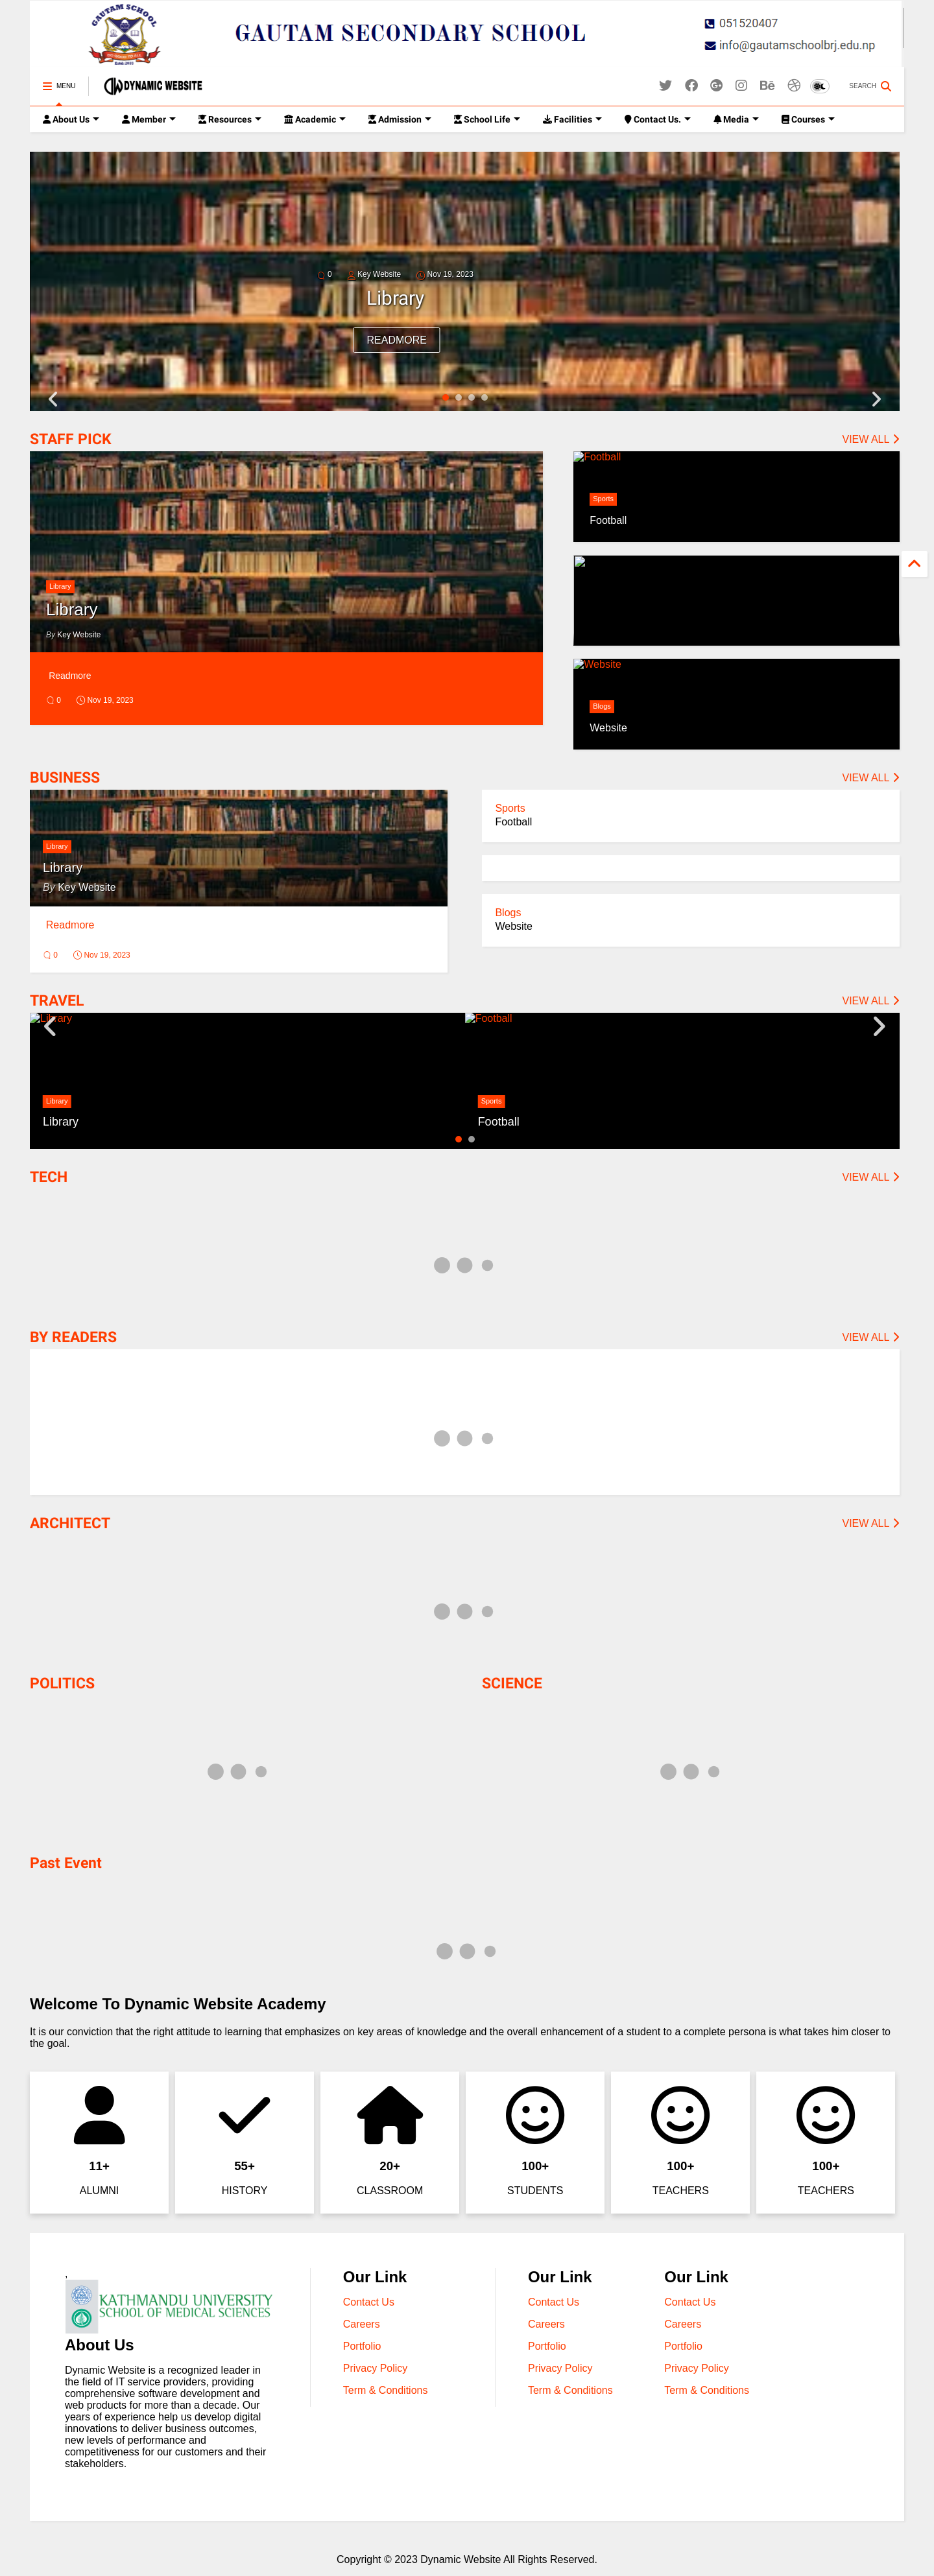 GAUTAM SCHOOL
GAUTAM SECONDARY SCHOOL
051520407
info@gautamschoolbrj.edu.np
MENU
DYNAMIC WEBSITE
SEARCH
About Us
Member
Resources
Academic
Admission
School Life
Facilities
Contact Us.
Media
Courses
0 Key Website Nov 19, 2023
Library
READMORE
STAFF PICK
VIEW ALL
Library
Library
By Key Website
Readmore
0 Nov 19, 2023
Football
Sports
Football
Website
Blogs
Website
BUSINESS
VIEW ALL
Library
Library
By Key Website
Readmore
0 Nov 19, 2023
Sports
Football
Blogs
Website
TRAVEL
VIEW ALL
Library
Library
Library
Football
Sports
Football
TECH
VIEW ALL
BY READERS
VIEW ALL
ARCHITECT
VIEW ALL
POLITICS
SCIENCE
Past Event
Welcome To Dynamic Website Academy
It is our conviction that the right attitude to learning that emphasizes on key areas of knowledge and the overall enhancement of a student to a complete persona is what takes him closer to
the goal.
11+
ALUMNI
55+
HISTORY
20+
CLASSROOM
100+
STUDENTS
100+
TEACHERS
100+
TEACHERS
,
KATHMANDU UNIVERSITY
SCHOOL OF MEDICAL SCIENCES
About Us
Dynamic Website is a recognized leader in
the field of IT service providers, providing
comprehensive software development and
web products for more than a decade. Our
years of experience help us develop digital
innovations to deliver business outcomes,
new levels of performance and
competitiveness for our customers and their
stakeholders.
Our Link
Contact Us
Careers
Portfolio
Privacy Policy
Term & Conditions
Our Link
Contact Us
Careers
Portfolio
Privacy Policy
Term & Conditions
Our Link
Contact Us
Careers
Portfolio
Privacy Policy
Term & Conditions
Copyright © 2023 Dynamic Website All Rights Reserved.